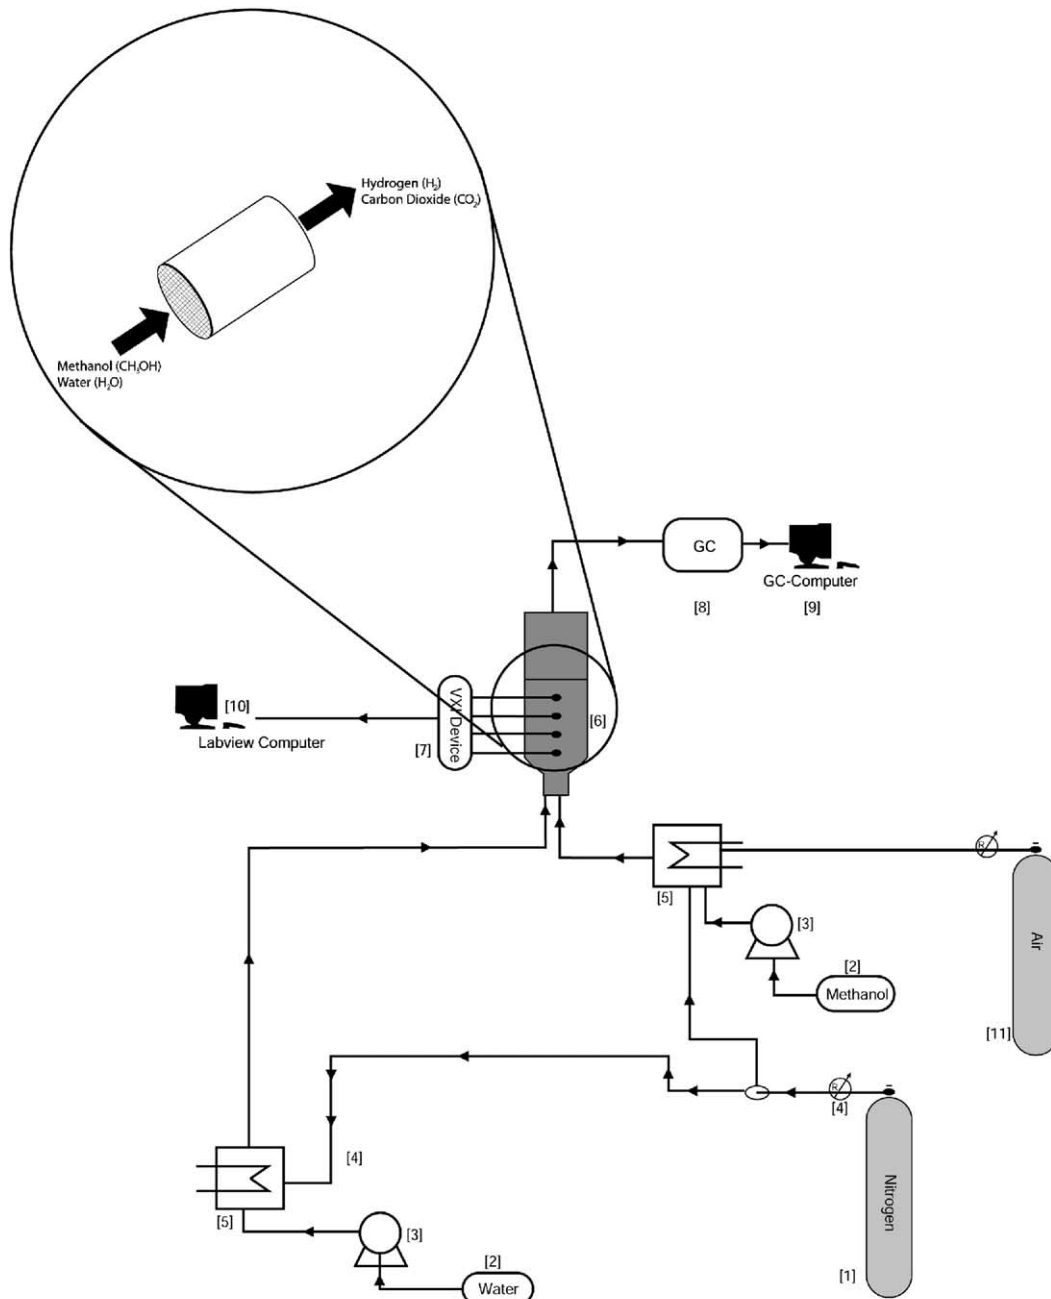 Hydrogen (H₂)
Carbon Dioxide (CO₂)
Methanol (CH₃OH)
Water (H₂O)
GC
GC-Computer
[8]
[9]
[10]
Labview Computer
VXI Device
[7]
[6]
R
[5]
[3]
Air
[2]
Methanol
[11]
R
[4]
[4]
Nitrogen
[5]
[3]
[2]
Water
[1]